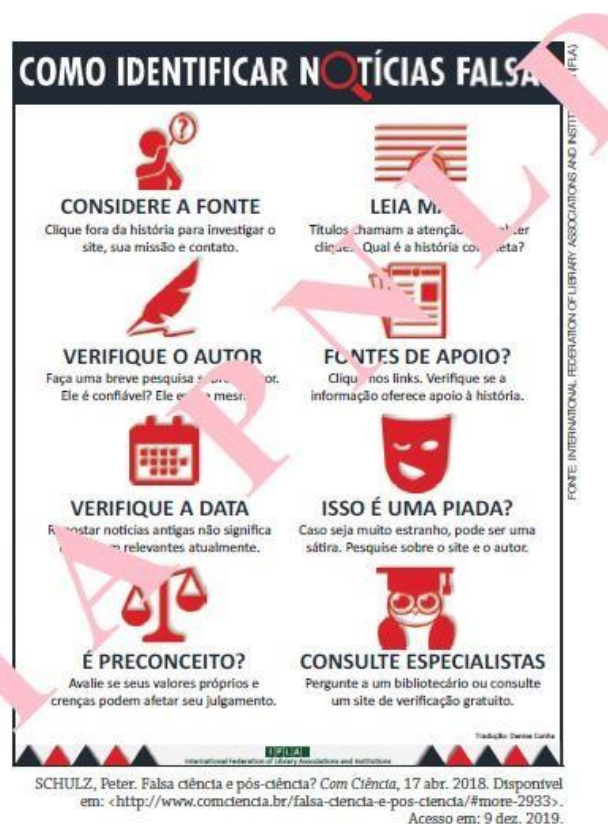 COMO IDENTIFICAR NOTÍCIAS
CONSIDERE A FONTE
Clique fora da história para investigar o
site, sua missão e contato.
LEIA
Títulos chamam a atenção
Qual é a história
VERIFIQUE O AUTOR
Faça uma breve pesquisa
Ele é confiável? Ele
FONTES DE APOIO?
nos links. Verifique se a
informação oferece apoio à história.
VERIFIQUE A DATA
notícias antigas não significa
relevantes atualmente.
ISSO É UMA PIADA?
Caso seja muito estranho, pode ser uma
sátira. Pesquise sobre o site e o autor.
É PRECONCEITO?
Avalie se seus valores próprios e
crenças podem afetar seu julgamento.
CONSULTE ESPECIALISTAS
Pergunte a um bibliotecário ou consulte
um site de verificação gratuito.
Tradução: Denise Cunha
IFLA
International Federation of Library Associations and Institutions
FONTE: INTERNATIONAL FEDERATION OF LIBRARY ASSOCIATIONS AND
SCHULZ, Peter. Falsa ciência e pós-ciência? Com Ciência, 17 abr. 2018. Disponível
em: <http://www.comciencia.br/falsa-ciencia-e-pos-ciencia/#more-2933>.
Acesso em: 9 dez. 2019.